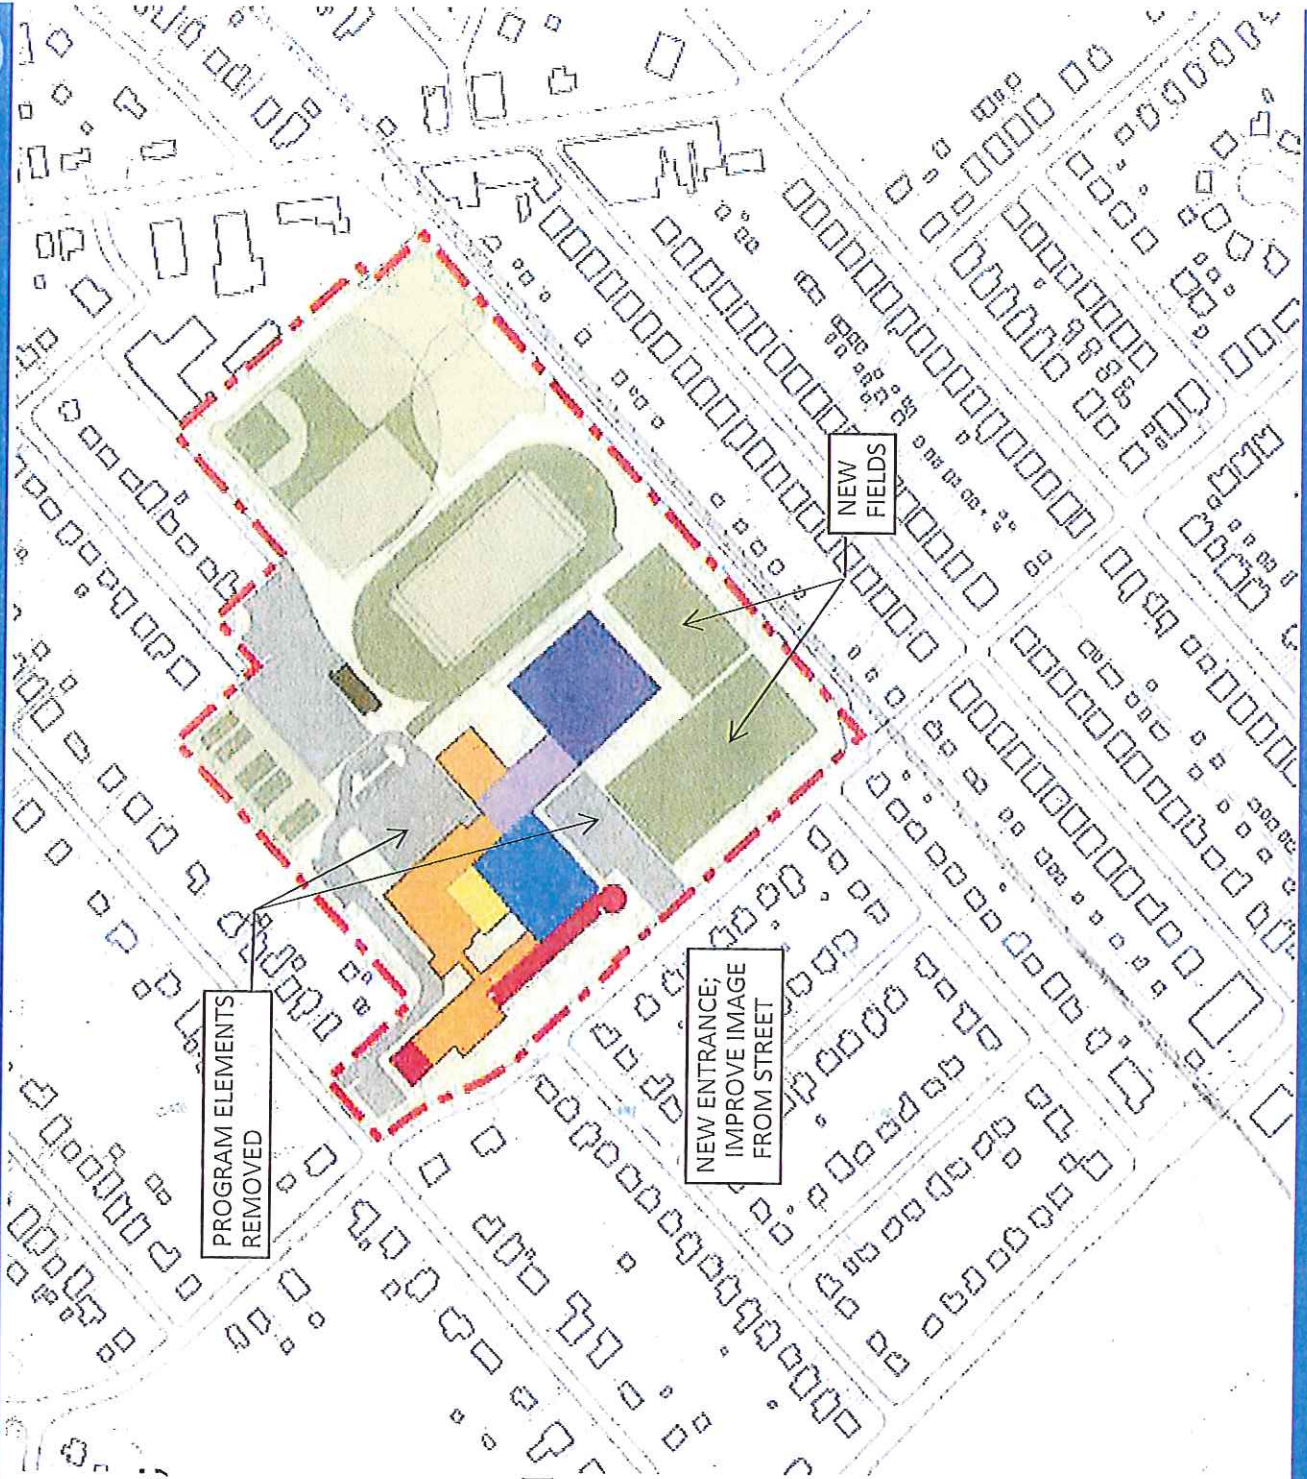 PROGRAM ELEMENTS
REMOVED
NEW ENTRANCE;
IMPROVE IMAGE
FROM STREET
NEW
FIELDS